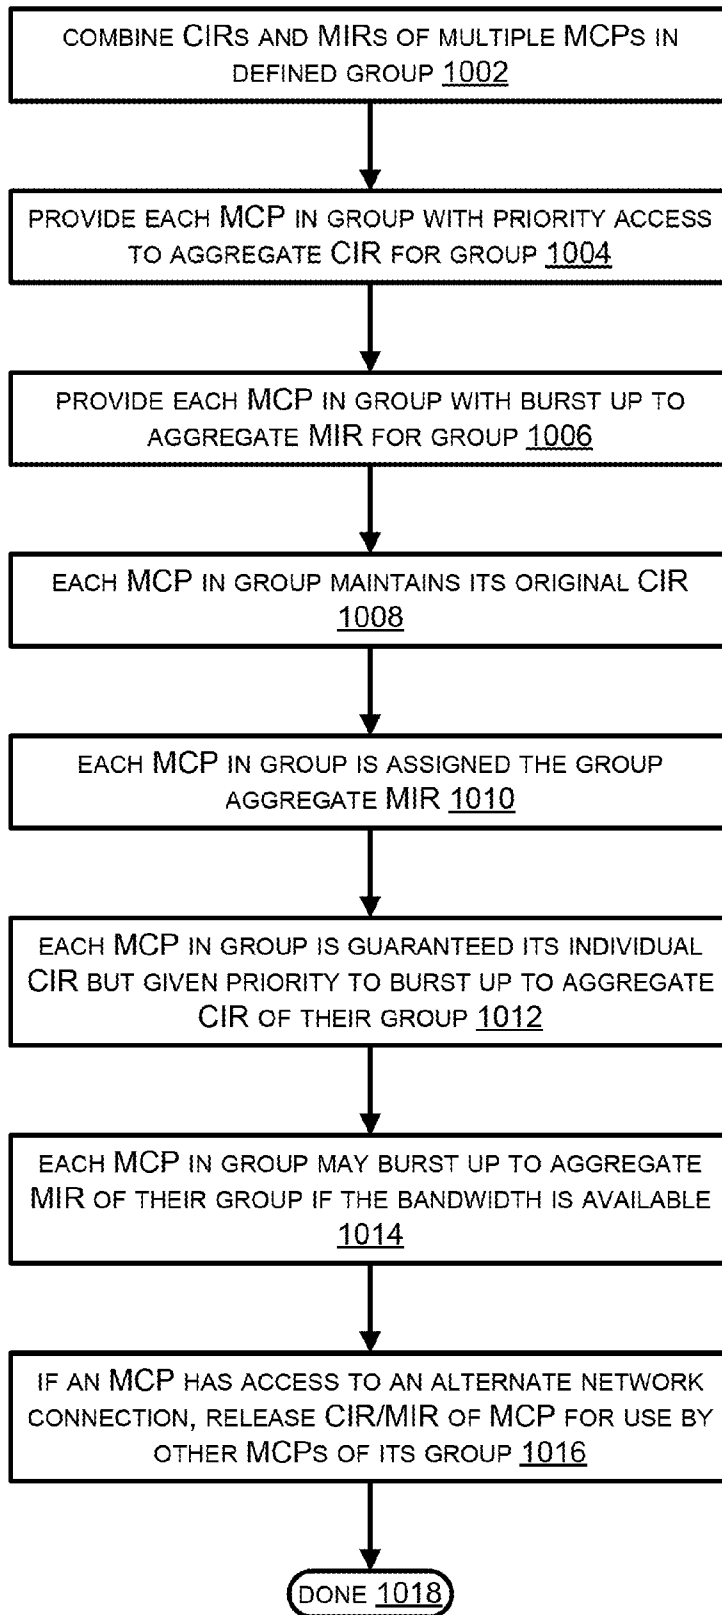 COMBINE CIRS AND MIRS OF MULTIPLE MCPS IN
DEFINED GROUP 1002
PROVIDE EACH MCP IN GROUP WITH PRIORITY ACCESS
TO AGGREGATE CIR FOR GROUP 1004
PROVIDE EACH MCP IN GROUP WITH BURST UP TO
AGGREGATE MIR FOR GROUP 1006
EACH MCP IN GROUP MAINTAINS ITS ORIGINAL CIR
1008
EACH MCP IN GROUP IS ASSIGNED THE GROUP
AGGREGATE MIR 1010
EACH MCP IN GROUP IS GUARANTEED ITS INDIVIDUAL
CIR BUT GIVEN PRIORITY TO BURST UP TO AGGREGATE
CIR OF THEIR GROUP 1012
EACH MCP IN GROUP MAY BURST UP TO AGGREGATE
MIR OF THEIR GROUP IF THE BANDWIDTH IS AVAILABLE
1014
IF AN MCP HAS ACCESS TO AN ALTERNATE NETWORK
CONNECTION, RELEASE CIR/MIR OF MCP FOR USE BY
OTHER MCPS OF ITS GROUP 1016
DONE 1018